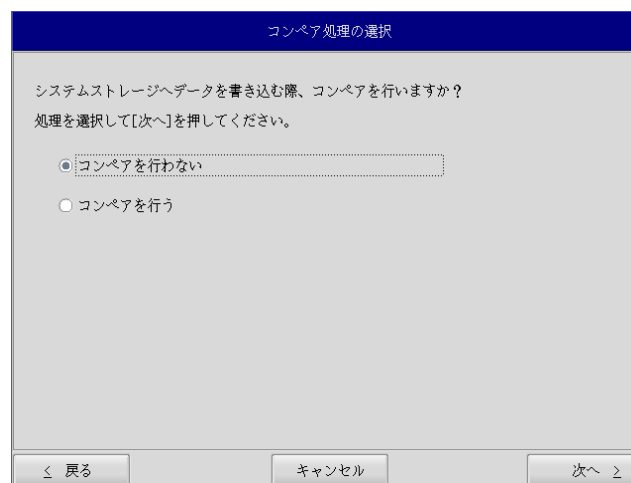 コンペア処理の選択
システムストレージへデータを書き込む際、コンペアを行いますか？
処理を選択して[次へ]を押してください。
コンペアを行わない
コンペアを行う
< 戻る
キャンセル
次へ >